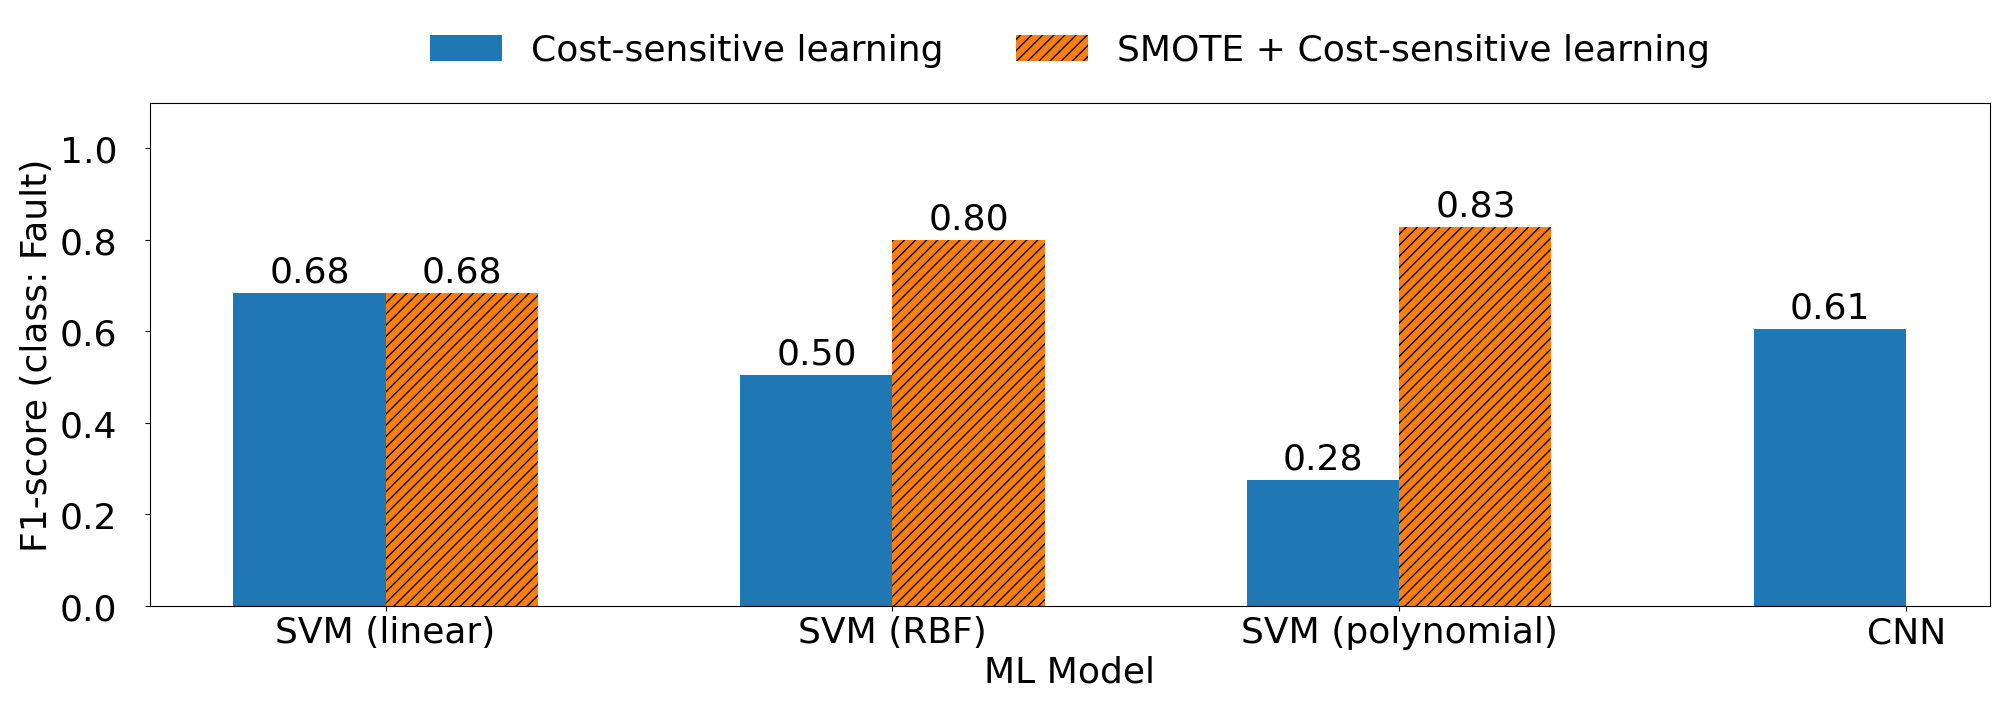 Cost-sensitive learning
SMOTE + Cost-sensitive learning
F1-score (class: Fault)
1.0
0.8
0.6
0.4
0.2
0.0
0.68
0.68
0.50
0.80
0.28
0.83
0.61
SVM (linear)
SVM (RBF)
SVM (polynomial)
CNN
ML Model